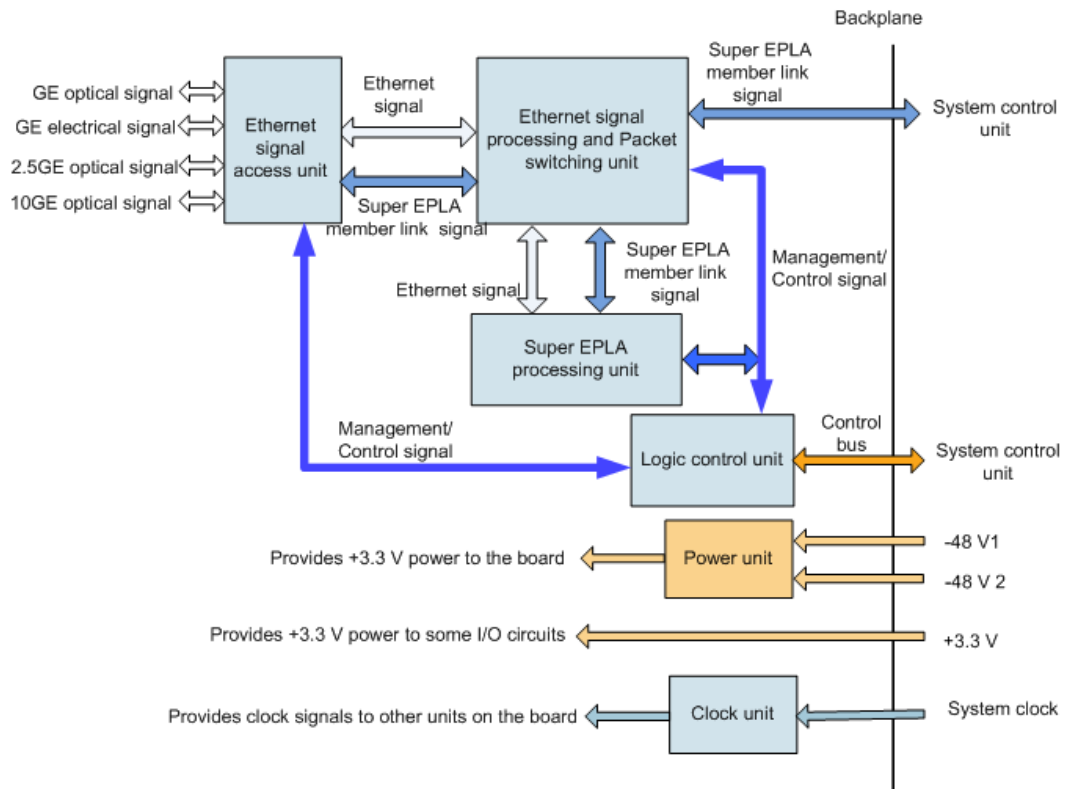 Backplane
GE optical signal
GE electrical signal
2.5GE optical signal
10GE optical signal
Ethernet
signal
access unit
Ethernet
signal
Super EPLA
member link  signal
Ethernet signal
processing and Packet
switching unit
Super EPLA
member link
signal
System control
unit
Ethernet signal
Super EPLA
member link
signal
Management/
Control signal
Super EPLA
processing unit
Management/
Control signal
Logic control unit
Control
bus
System control
unit
Provides +3.3 V power to the board
Power unit
-48 V1
-48 V 2
Provides +3.3 V power to some I/O circuits
+3.3 V
Provides clock signals to other units on the board
Clock unit
System clock